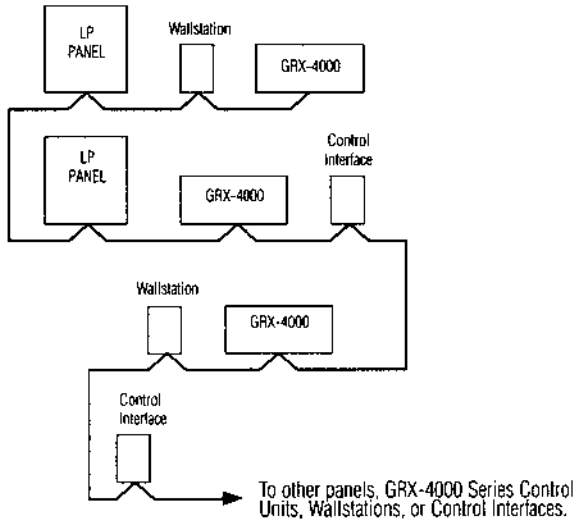 LP
PANEL
Wallstation
GRX-4000
LP
PANEL
GRX-4000
Control
Interface
Wallstation
GRX-4000
Control
Interface
To other panels, GRX-4000 Series Control
Units, Wallstations, or Control Interfaces.